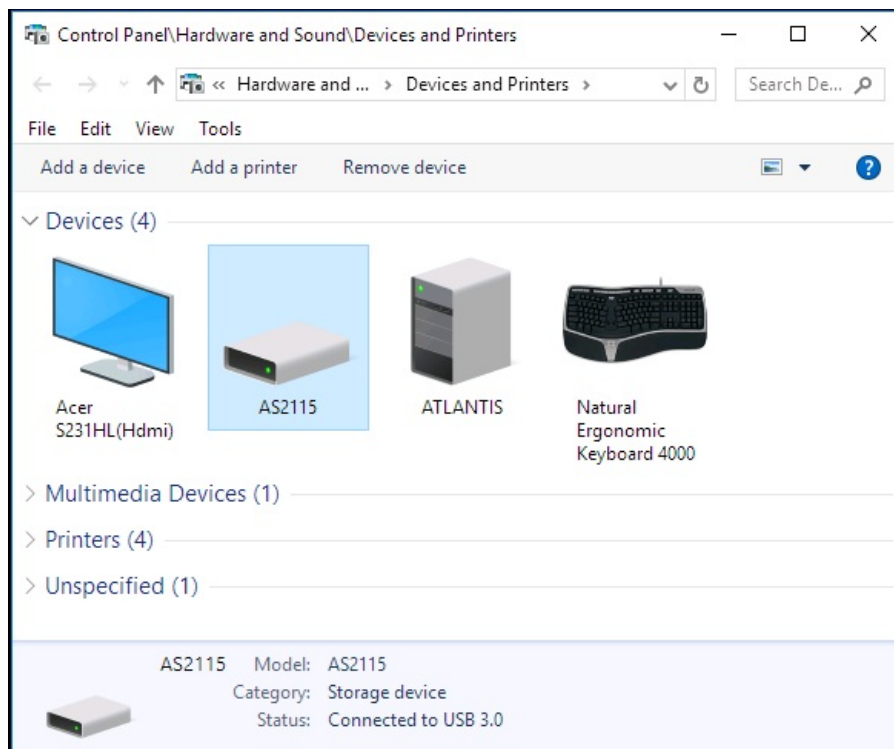 Control Panel\Hardware and Sound\Devices and Printers
« Hardware and ... > Devices and Printers >
Search De...
File Edit View Tools
Add a device Add a printer Remove device
?
Devices (4)
Acer S231HL(Hdmi)
AS2115
ATLANTIS
Natural Ergonomic Keyboard 4000
Multimedia Devices (1)
Printers (4)
Unspecified (1)
AS2115 Model: AS2115
Category: Storage device
Status: Connected to USB 3.0